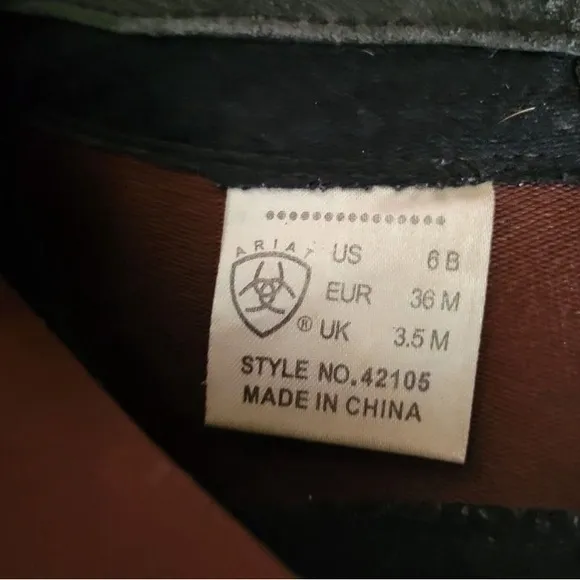 ARIAT
US 6 B
EUR 36 M
® UK 3.5 M
STYLE NO.42105
MADE IN CHINA